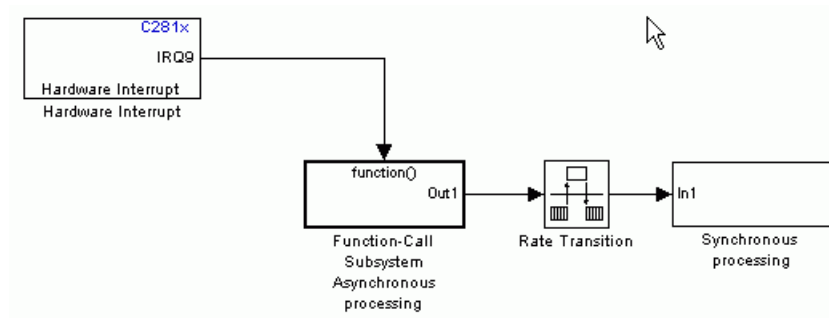 C281x
IRQ9
Hardware Interrupt
Hardware Interrupt
function()
Out1
In1
Function-Call
Subsystem
Asynchronous
processing
Rate Transition
Synchronous
processing